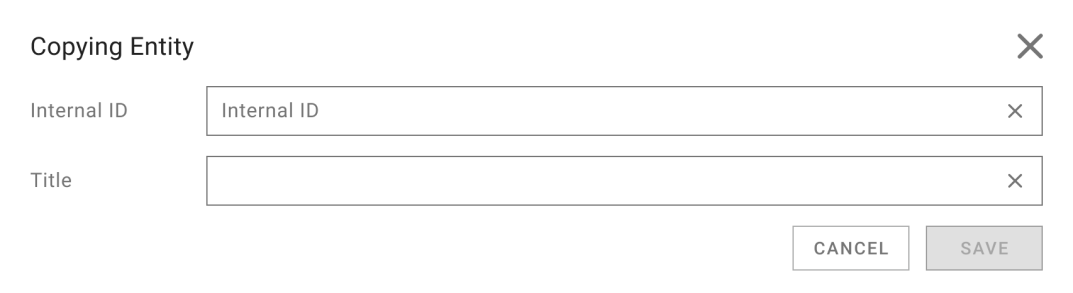 Copying Entity
Internal ID Internal ID
Title
CANCEL SAVE